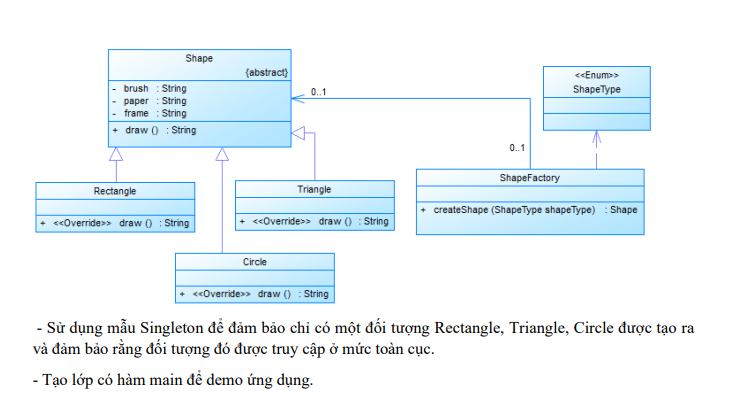 Shape
{abstract}
- brush : String
- paper : String
- frame : String
+ draw () : String
0..1
<<Enum>>
ShapeType
0..1
Rectangle
+ <<Override>> draw () : String
Triangle
+ <<Override>> draw () : String
ShapeFactory
+ createShape (ShapeType shapeType) : Shape
Circle
+ <<Override>> draw () : String
- Sử dụng mẫu Singleton để đảm bảo chỉ có một đối tượng Rectangle, Triangle, Circle được tạo ra
và đảm bảo rằng đối tượng đó được truy cập ở mức toàn cục.
- Tạo lớp có hàm main để demo ứng dụng.